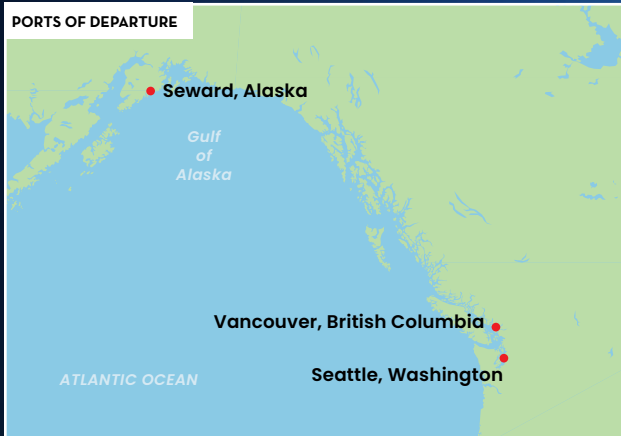 PORTS OF DEPARTURE
Seward, Alaska
Gulf
of
Alaska
Vancouver, British Columbia
ATLANTIC OCEAN
Seattle, Washington